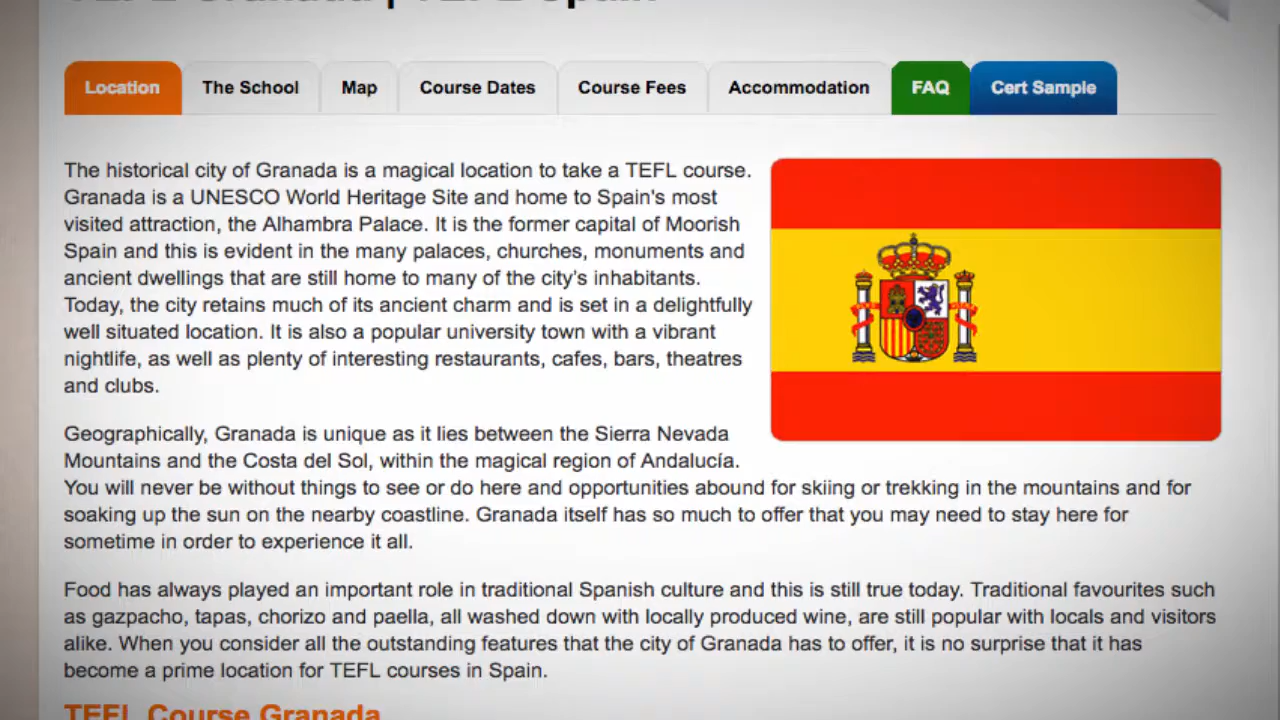 TEFL Granada | TEFL Spain
Location
The School
Map
Course Dates
Course Fees
Accommodation
FAQ
Cert Sample
The historical city of Granada is a magical location to take a TEFL course.
Granada is a UNESCO World Heritage Site and home to Spain's most
visited attraction, the Alhambra Palace. It is the former capital of Moorish
Spain and this is evident in the many palaces, churches, monuments and
ancient dwellings that are still home to many of the city's inhabitants.
Today, the city retains much of its ancient charm and is set in a delightfully
well situated location. It is also a popular university town with a vibrant
nightlife, as well as plenty of interesting restaurants, cafes, bars, theatres
and clubs.
Geographically, Granada is unique as it lies between the Sierra Nevada
Mountains and the Costa del Sol, within the magical region of Andalucía.
You will never be without things to see or do here and opportunities abound for skiing or trekking in the mountains and for
soaking up the sun on the nearby coastline. Granada itself has so much to offer that you may need to stay here for
sometime in order to experience it all.
Food has always played an important role in traditional Spanish culture and this is still true today. Traditional favourites such
as gazpacho, tapas, chorizo and paella, all washed down with locally produced wine, are still popular with locals and visitors
alike. When you consider all the outstanding features that the city of Granada has to offer, it is no surprise that it has
become a prime location for TEFL courses in Spain.
TEFL Course Granada